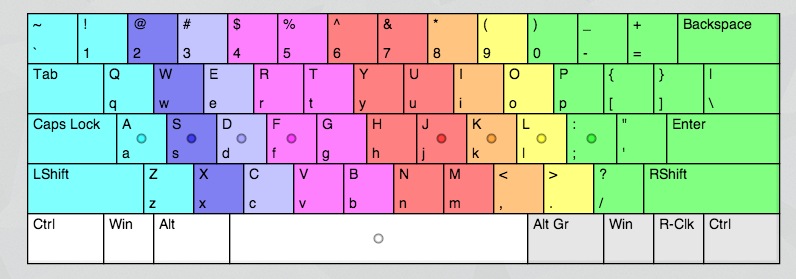 ~ ! @ # $ % ^ & * ( ) _ + Backspace
` 1 2 3 4 5 6 7 8 9 0 - =
Tab Q W E R T Y U I O P { } |
q w e r t y u i o p [ ] \
Caps Lock A S D F G H J K L : " Enter
a s d f g h j k l ; '
LShift Z X C V B N M < > ? RShift
z x c v b n m , . /
Ctrl Win Alt Alt Gr Win R-Clk Ctrl